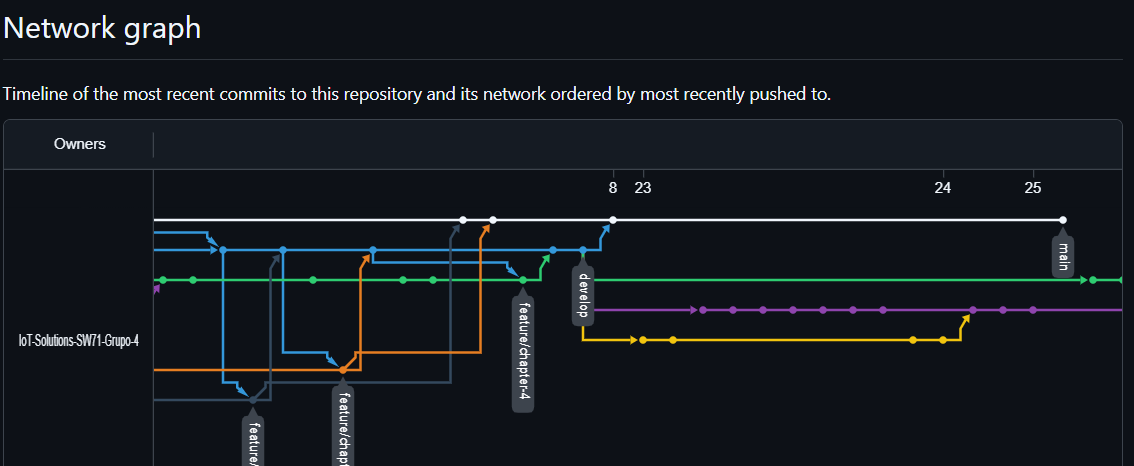 Network graph
Timeline of the most recent commits to this repository and its network ordered by most recently pushed to.
Owners
8 23 24 25
main
develop
feature/chapter-4
IoT-Solutions-SW71-Grupo-4
feature/chapt
feature/